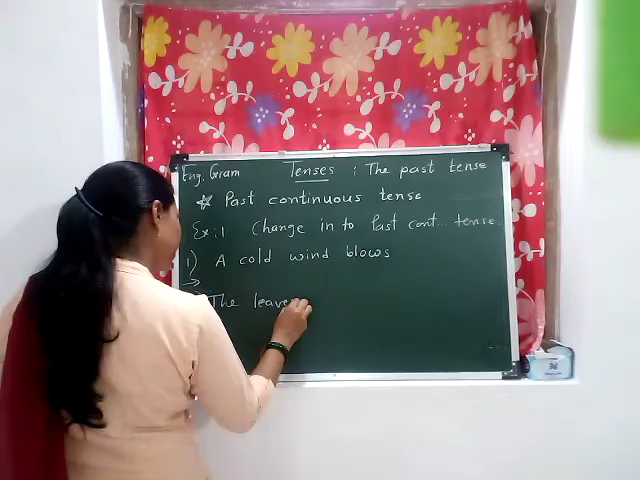 Eng. Gram Tenses : The past tense
☆ Past continuous tense
Ex:1 Change in to Past cont... tense.
1) A cold wind blows
→
The leaves